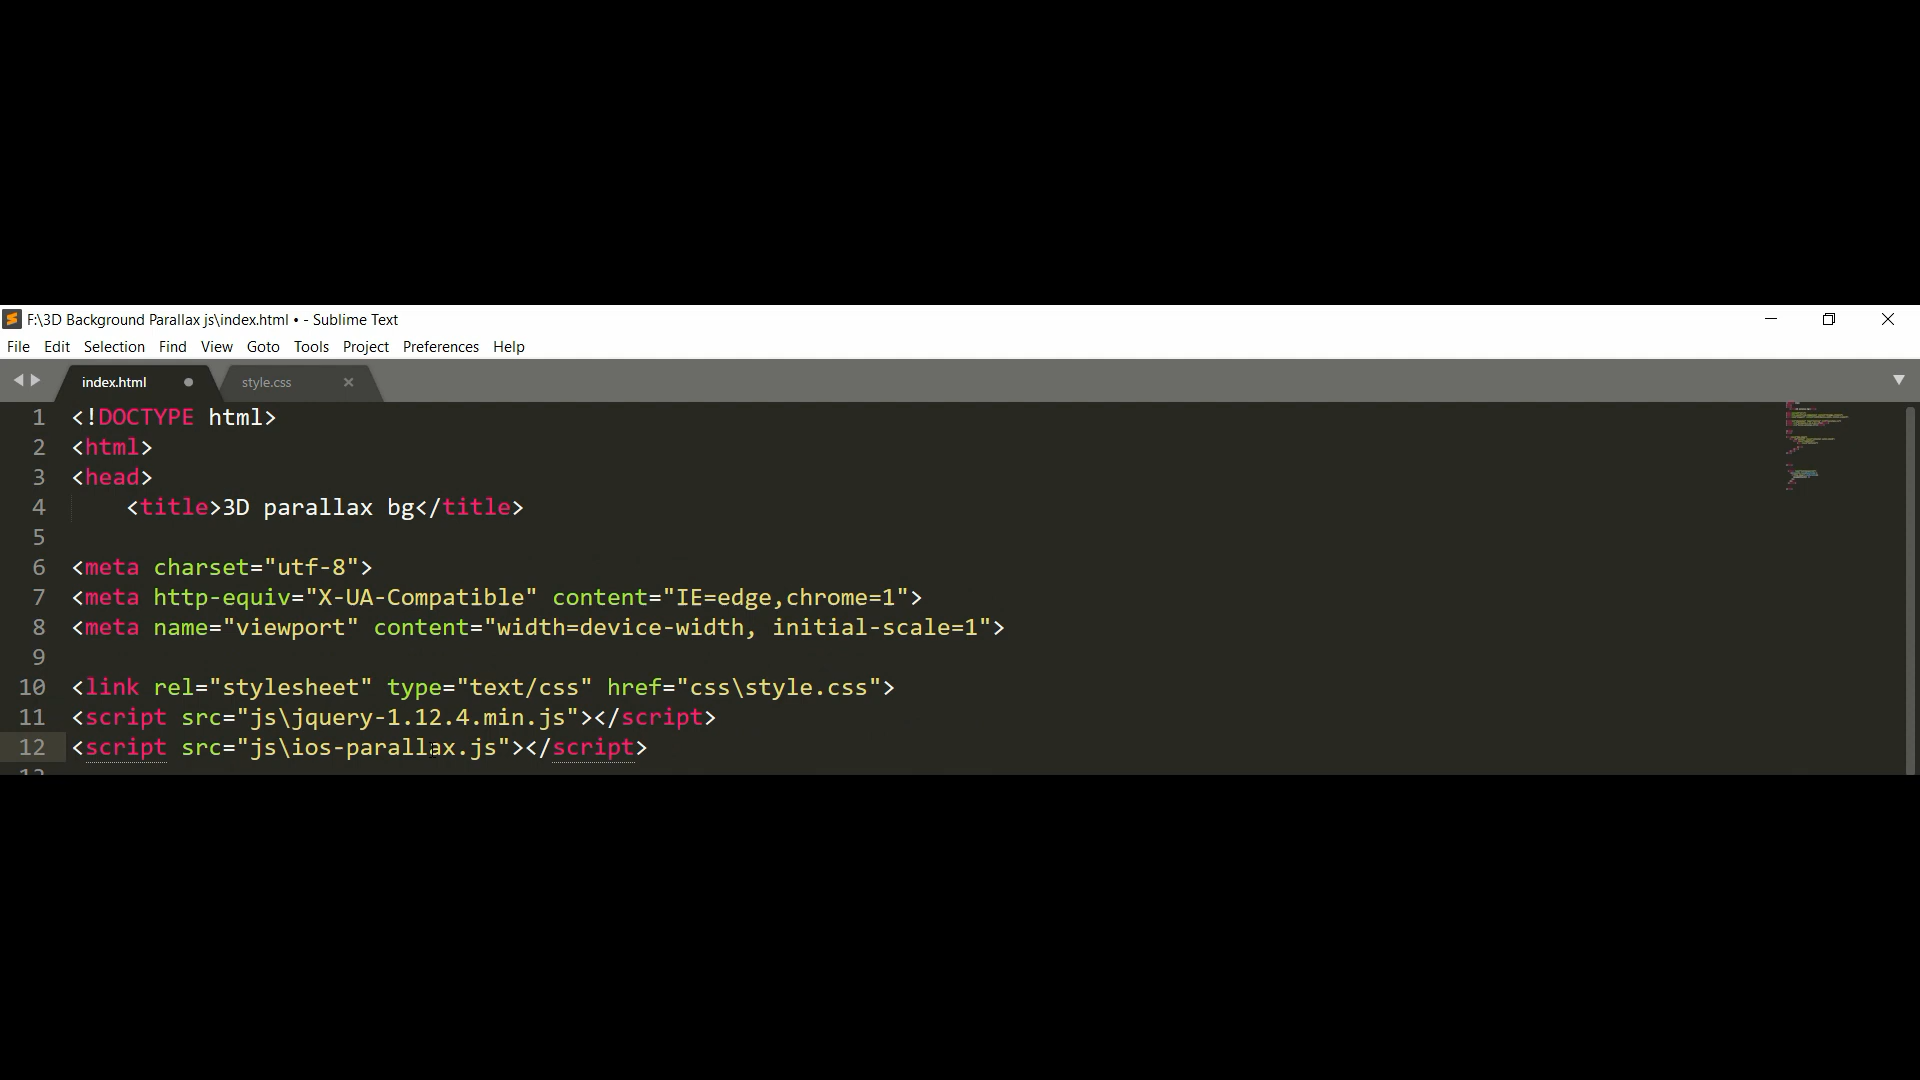 F:\3D Background Parallax js\index.html • - Sublime Text
File Edit Selection Find View Goto Tools Project Preferences Help
index.html style.css
1 <!DOCTYPE html>
2 <html>
3 <head>
4 <title>3D parallax bg</title>
5
6 <meta charset="utf-8">
7 <meta http-equiv="X-UA-Compatible" content="IE=edge,chrome=1">
8 <meta name="viewport" content="width=device-width, initial-scale=1">
9
10 <link rel="stylesheet" type="text/css" href="css\style.css">
11 <script src="js\jquery-1.12.4.min.js"></script>
12 <script src="js\ios-parallax.js"></script>